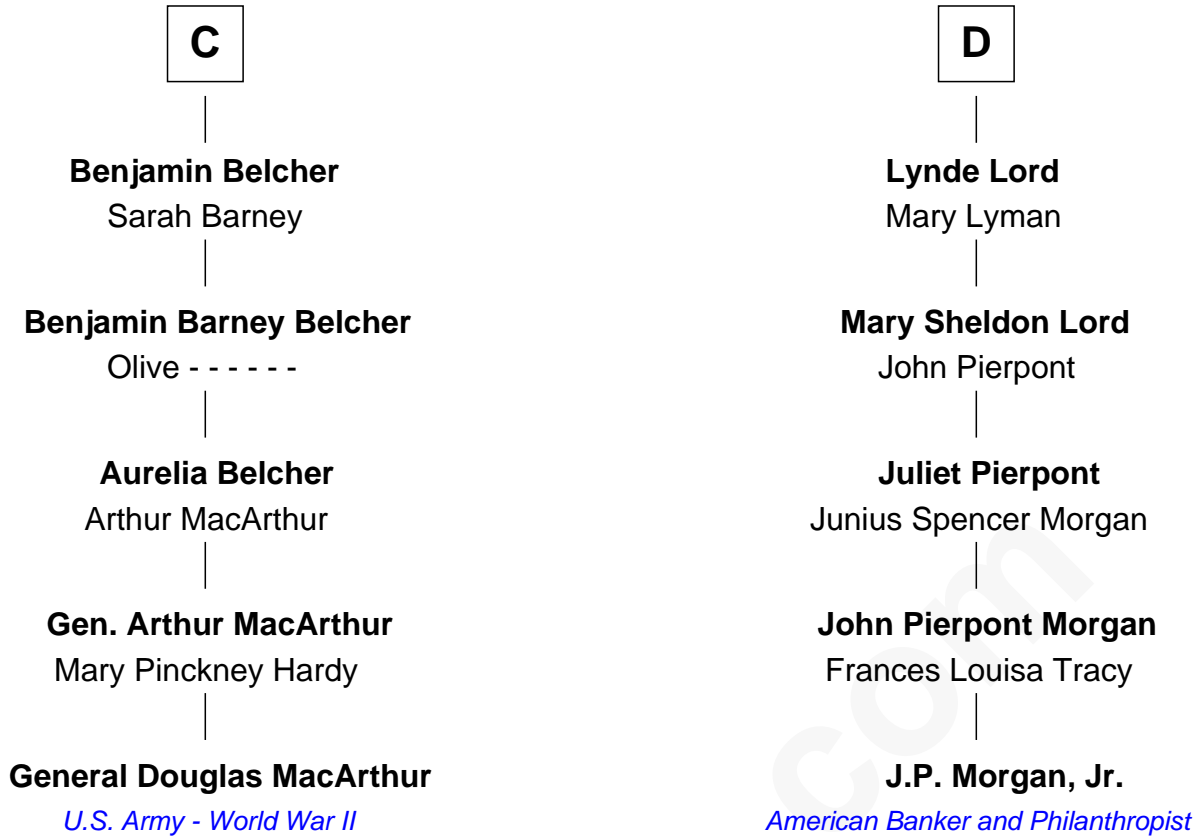 C
Benjamin Belcher
Sarah Barney
Benjamin Barney Belcher
Olive - - - - - -
Aurelia Belcher
Arthur MacArthur
Gen. Arthur MacArthur
Mary Pinckney Hardy
General Douglas MacArthur
U.S. Army - World War II
D
Lynde Lord
Mary Lyman
Mary Sheldon Lord
John Pierpont
Juliet Pierpont
Junius Spencer Morgan
John Pierpont Morgan
Frances Louisa Tracy
J.P. Morgan, Jr.
American Banker and Philanthropist
com